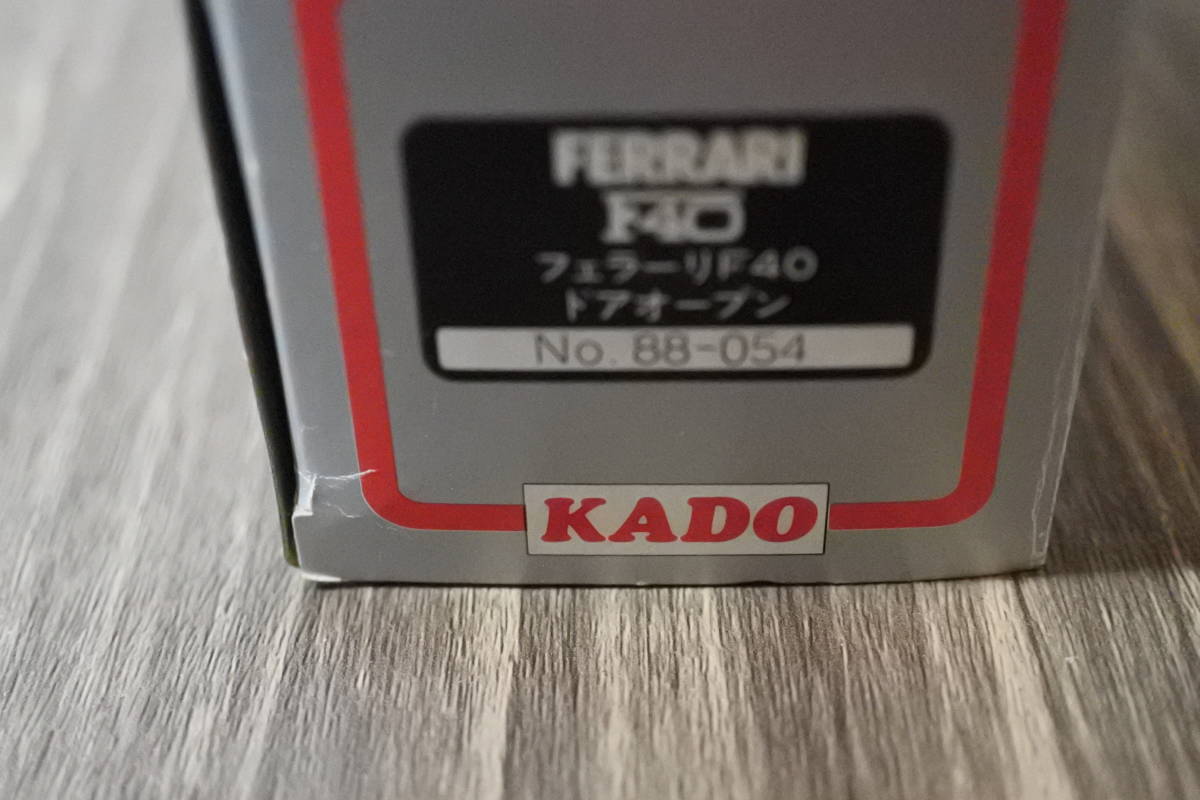 FERRARI
F40
フェラーリF40
ドアオープン
No. 88-054
KADO